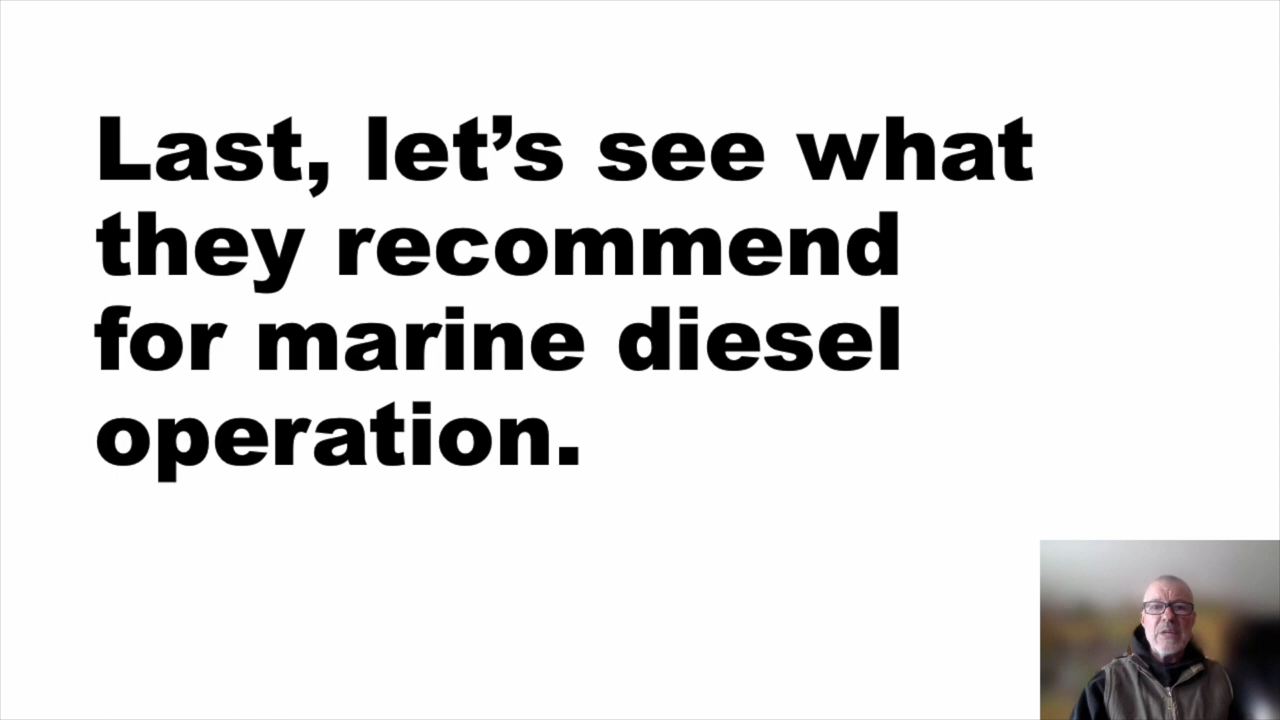 Last, let’s see what
they recommend
for marine diesel
operation.